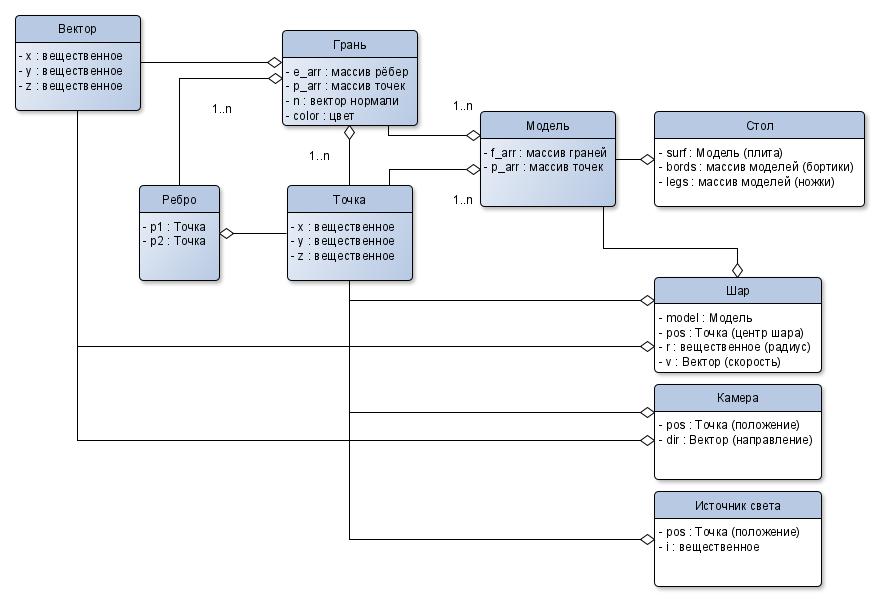 Вектор
- x : вещественное
- y : вещественное
- z : вещественное
Грань
- e_arr : массив рёбер
- p_arr : массив точек
- n : вектор нормали
- color : цвет
1..n
1..n
1..n
1..n
Модель
- f_arr : массив граней
- p_arr : массив точек
Стол
- surf : Модель (плита)
- bords : массив моделей (бортики)
- legs : массив моделей (ножки)
Ребро
- p1 : Точка
- p2 : Точка
Точка
- x : вещественное
- y : вещественное
- z : вещественное
Шар
- model : Модель
- pos : Точка (центр шара)
- r : вещественное (радиус)
- v : Вектор (скорость)
Камера
- pos : Точка (положение)
- dir : Вектор (направление)
Источник света
- pos : Точка (положение)
- i : вещественное